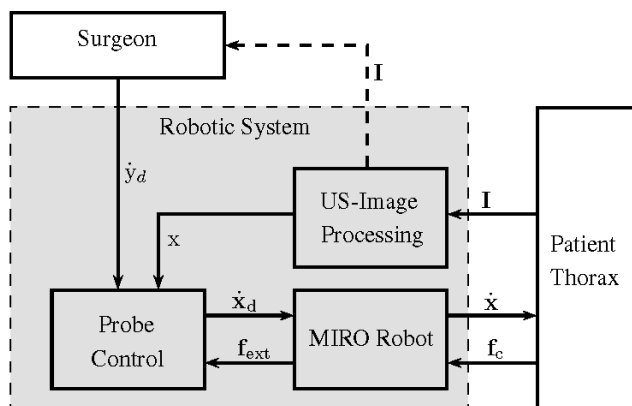 Surgeon
I
Robotic System
ẏd
US-Image
Processing
I
x
Patient
Thorax
Probe
Control
ẋd
fext
MIRO Robot
ẋ
fc